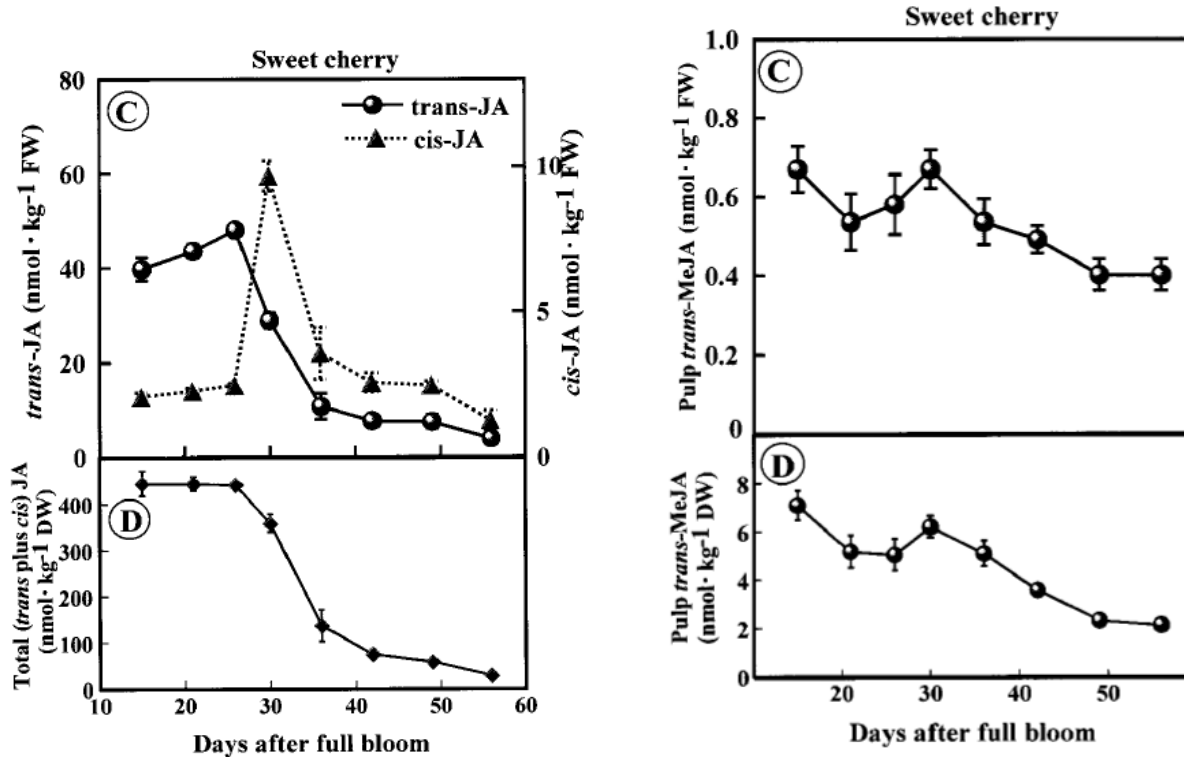 Sweet cherry
C
trans-JA
cis-JA
80
60
40
20
0
10
5
0
trans-JA (nmol·kg-1 FW)
cis-JA (nmol·kg-1 FW)
D
400
300
200
100
0
Total (trans plus cis) JA
(nmol·kg-1 DW)
10 20 30 40 50 60
Days after full bloom
Sweet cherry
C
1.0
0.8
0.6
0.4
0.2
0
Pulp trans-MeJA (nmol·kg-1 FW)
D
8
6
4
2
0
Pulp trans-MeJA
(nmol·kg-1 DW)
20 30 40 50
Days after full bloom